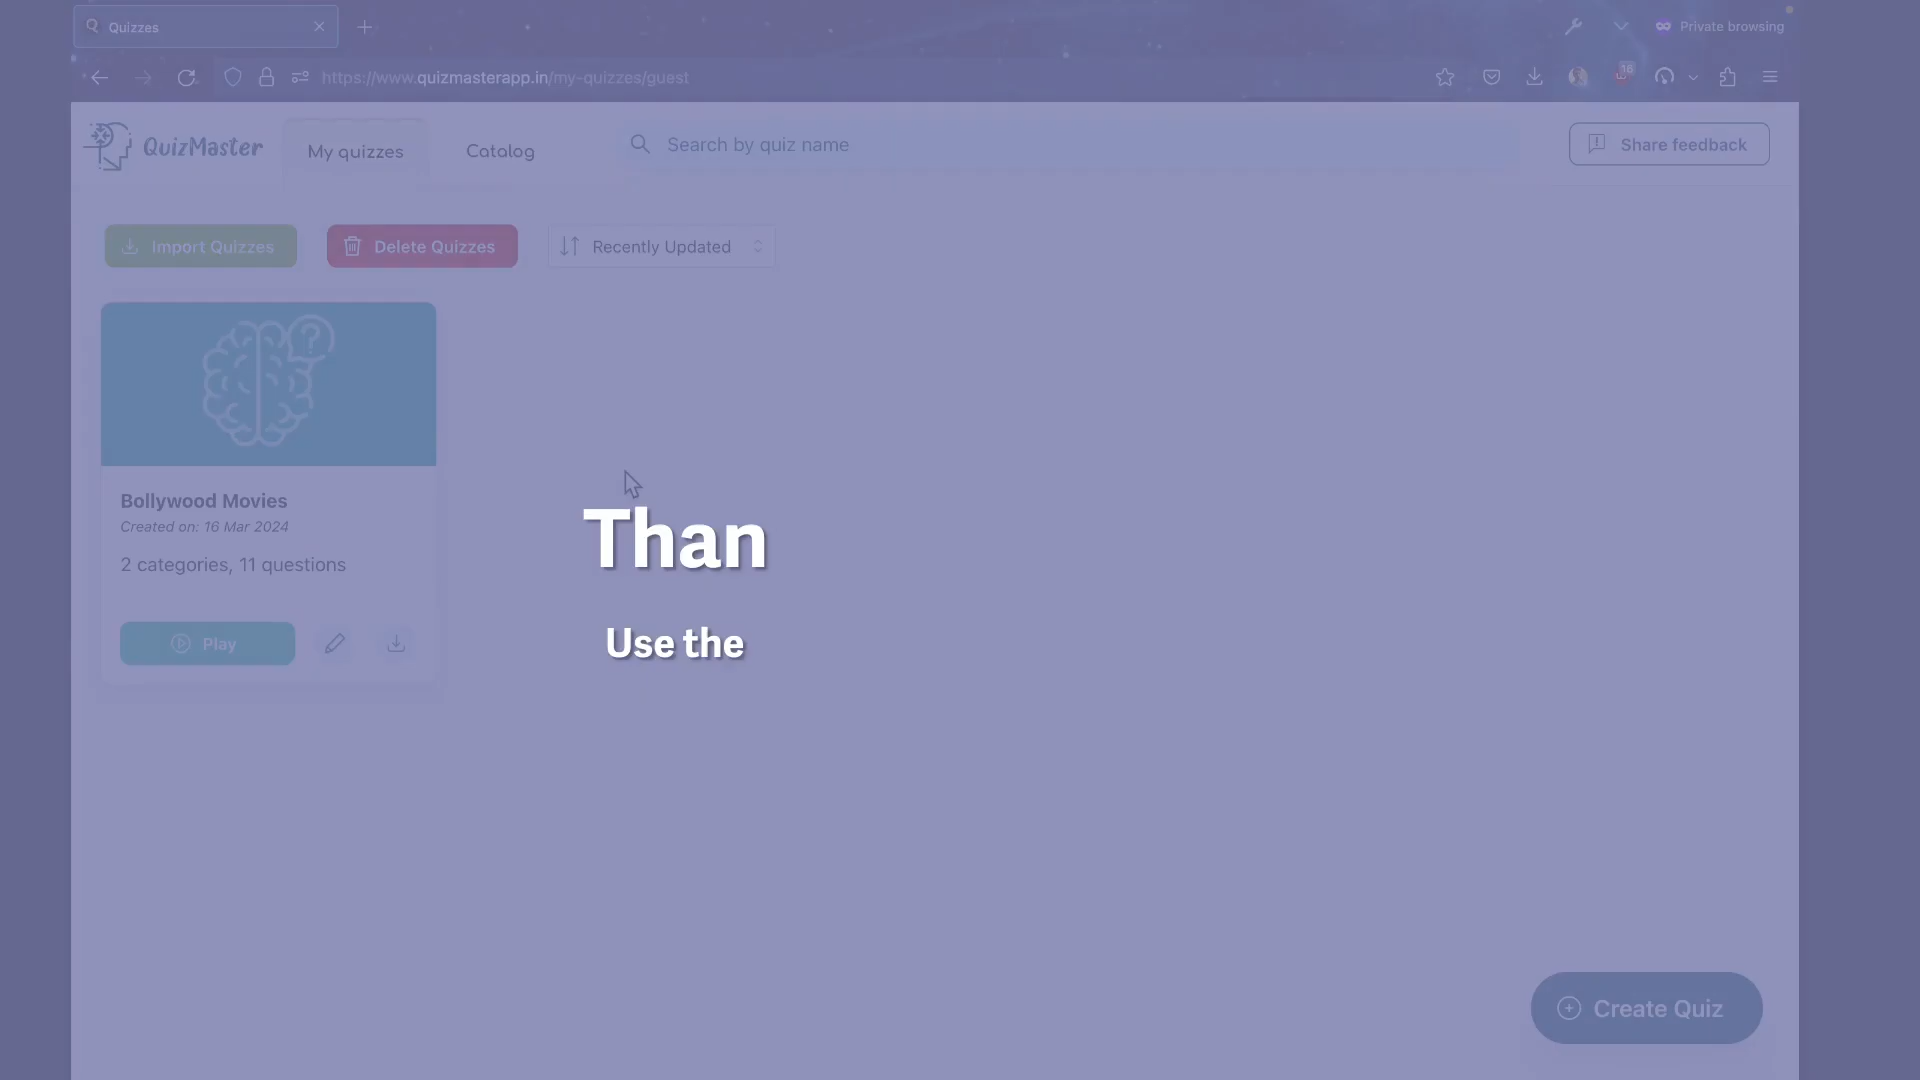 Quizzes
Private browsing
https://www.quizmasterapp.in/my-quizzes/guest
16
QuizMaster
My quizzes
Catalog
Search by quiz name
Share feedback
Import Quizzes
Delete Quizzes
Recently Updated
?
Bollywood Movies
Created on: 16 Mar 2024
2 categories, 11 questions
Play
Than
Use the
Create Quiz